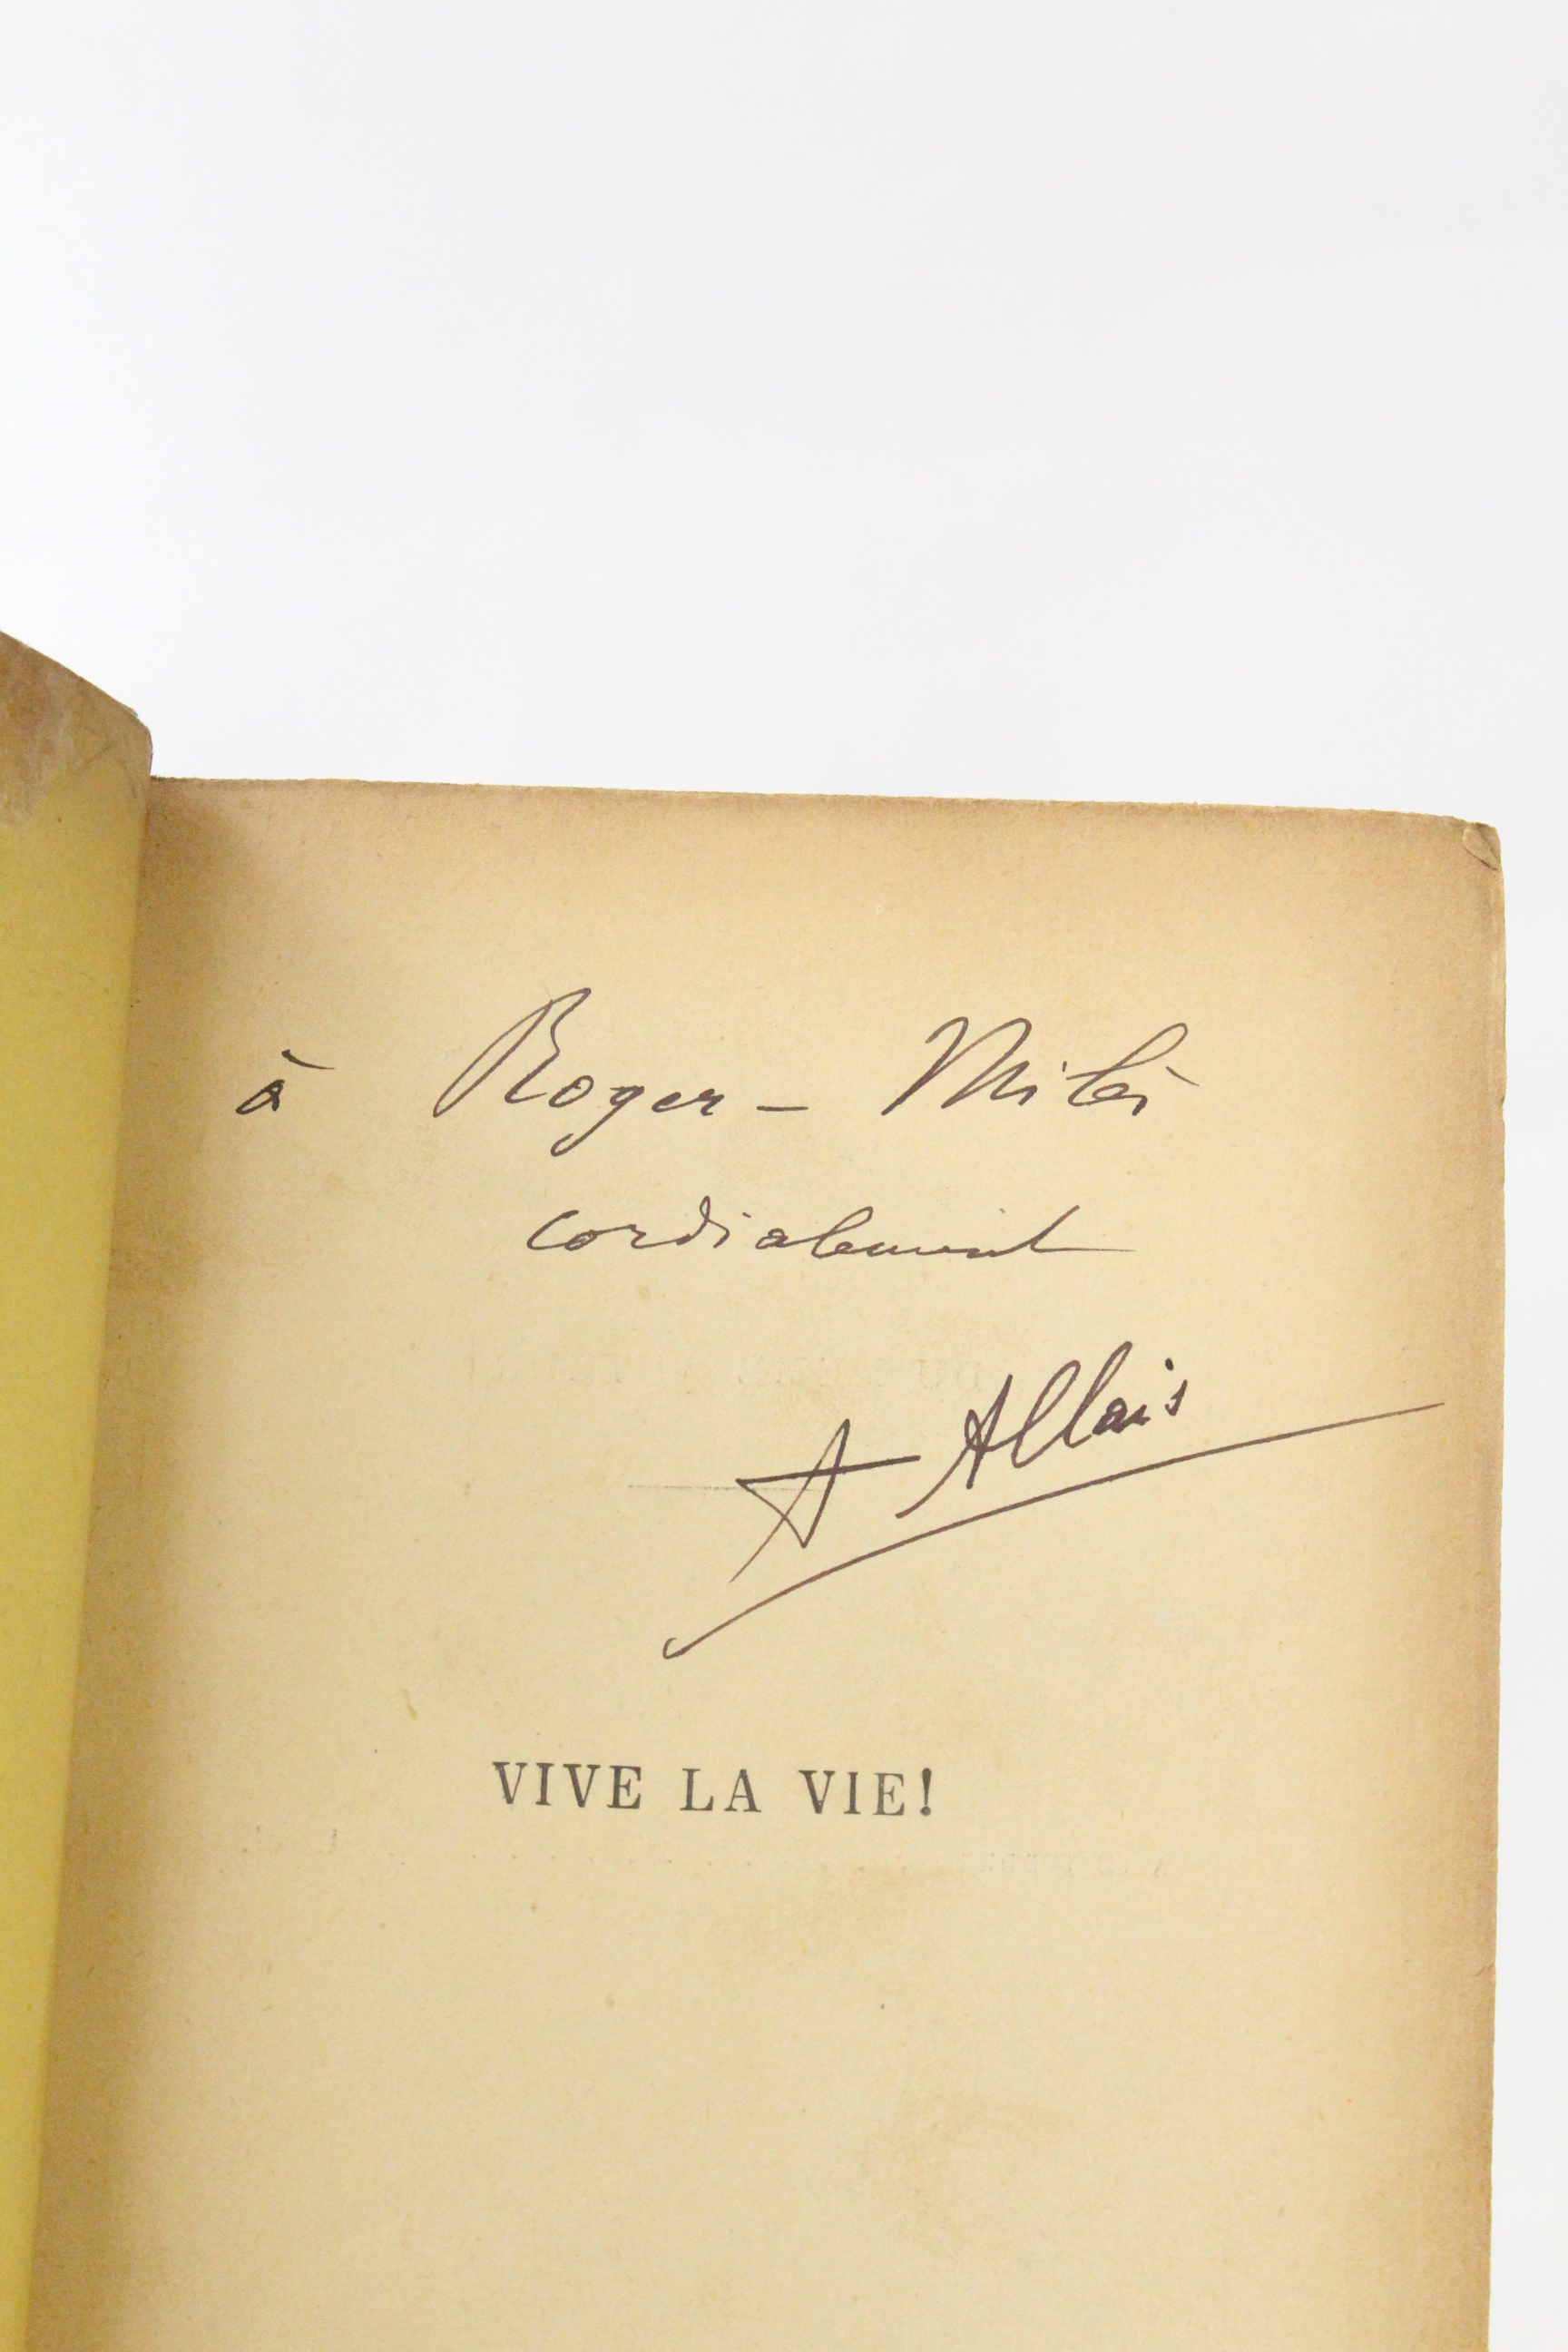 à Roger-Milès
cordialement
A Allais
VIVE LA VIE!